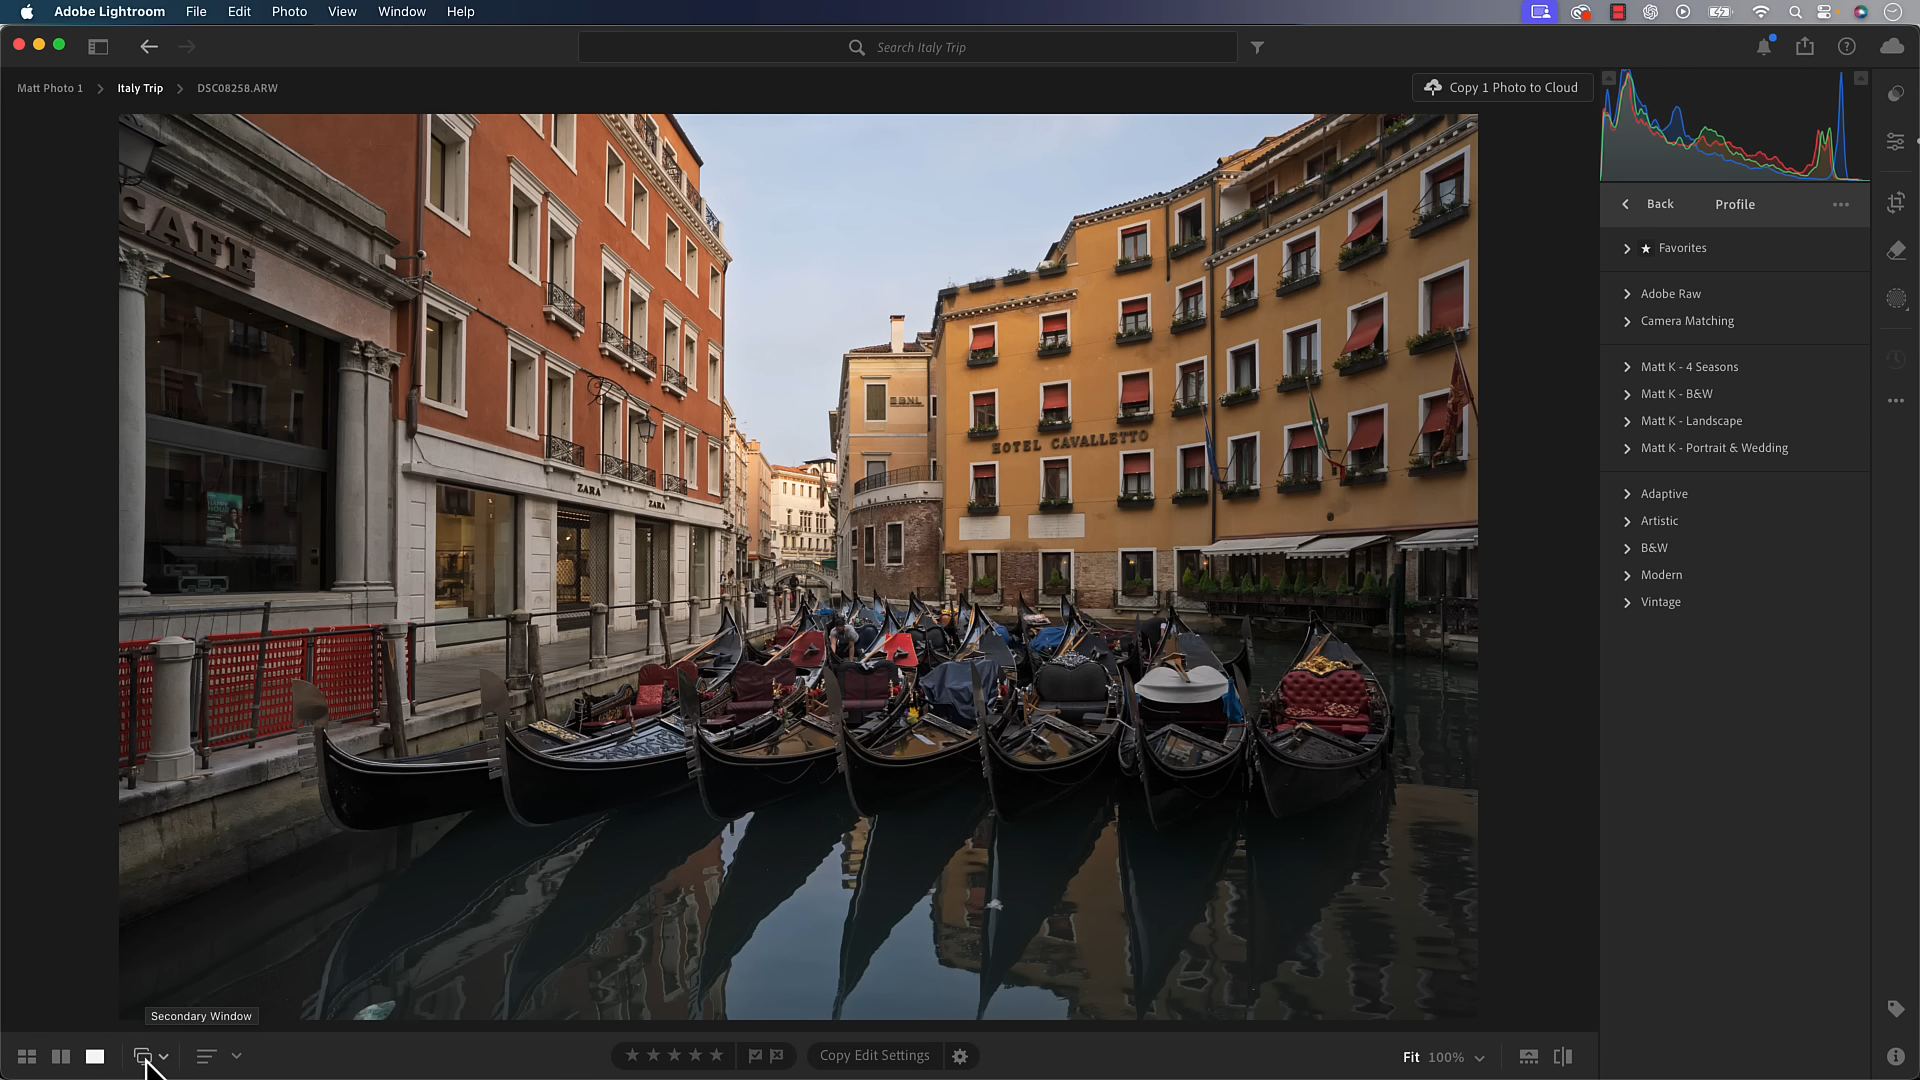 Adobe Lightroom File Edit Photo View Window Help
Search Italy Trip
Matt Photo 1 Italy Trip DSC08258.ARW
Copy 1 Photo to Cloud
CAFE
BNL
HOTEL CAVALLETTO
ZARA
ZARA
Back Profile
Favorites
Adobe Raw
Camera Matching
Matt K - 4 Seasons
Matt K - B&W
Matt K - Landscape
Matt K - Portrait & Wedding
Adaptive
Artistic
B&W
Modern
Vintage
Secondary Window
Copy Edit Settings
Fit 100%